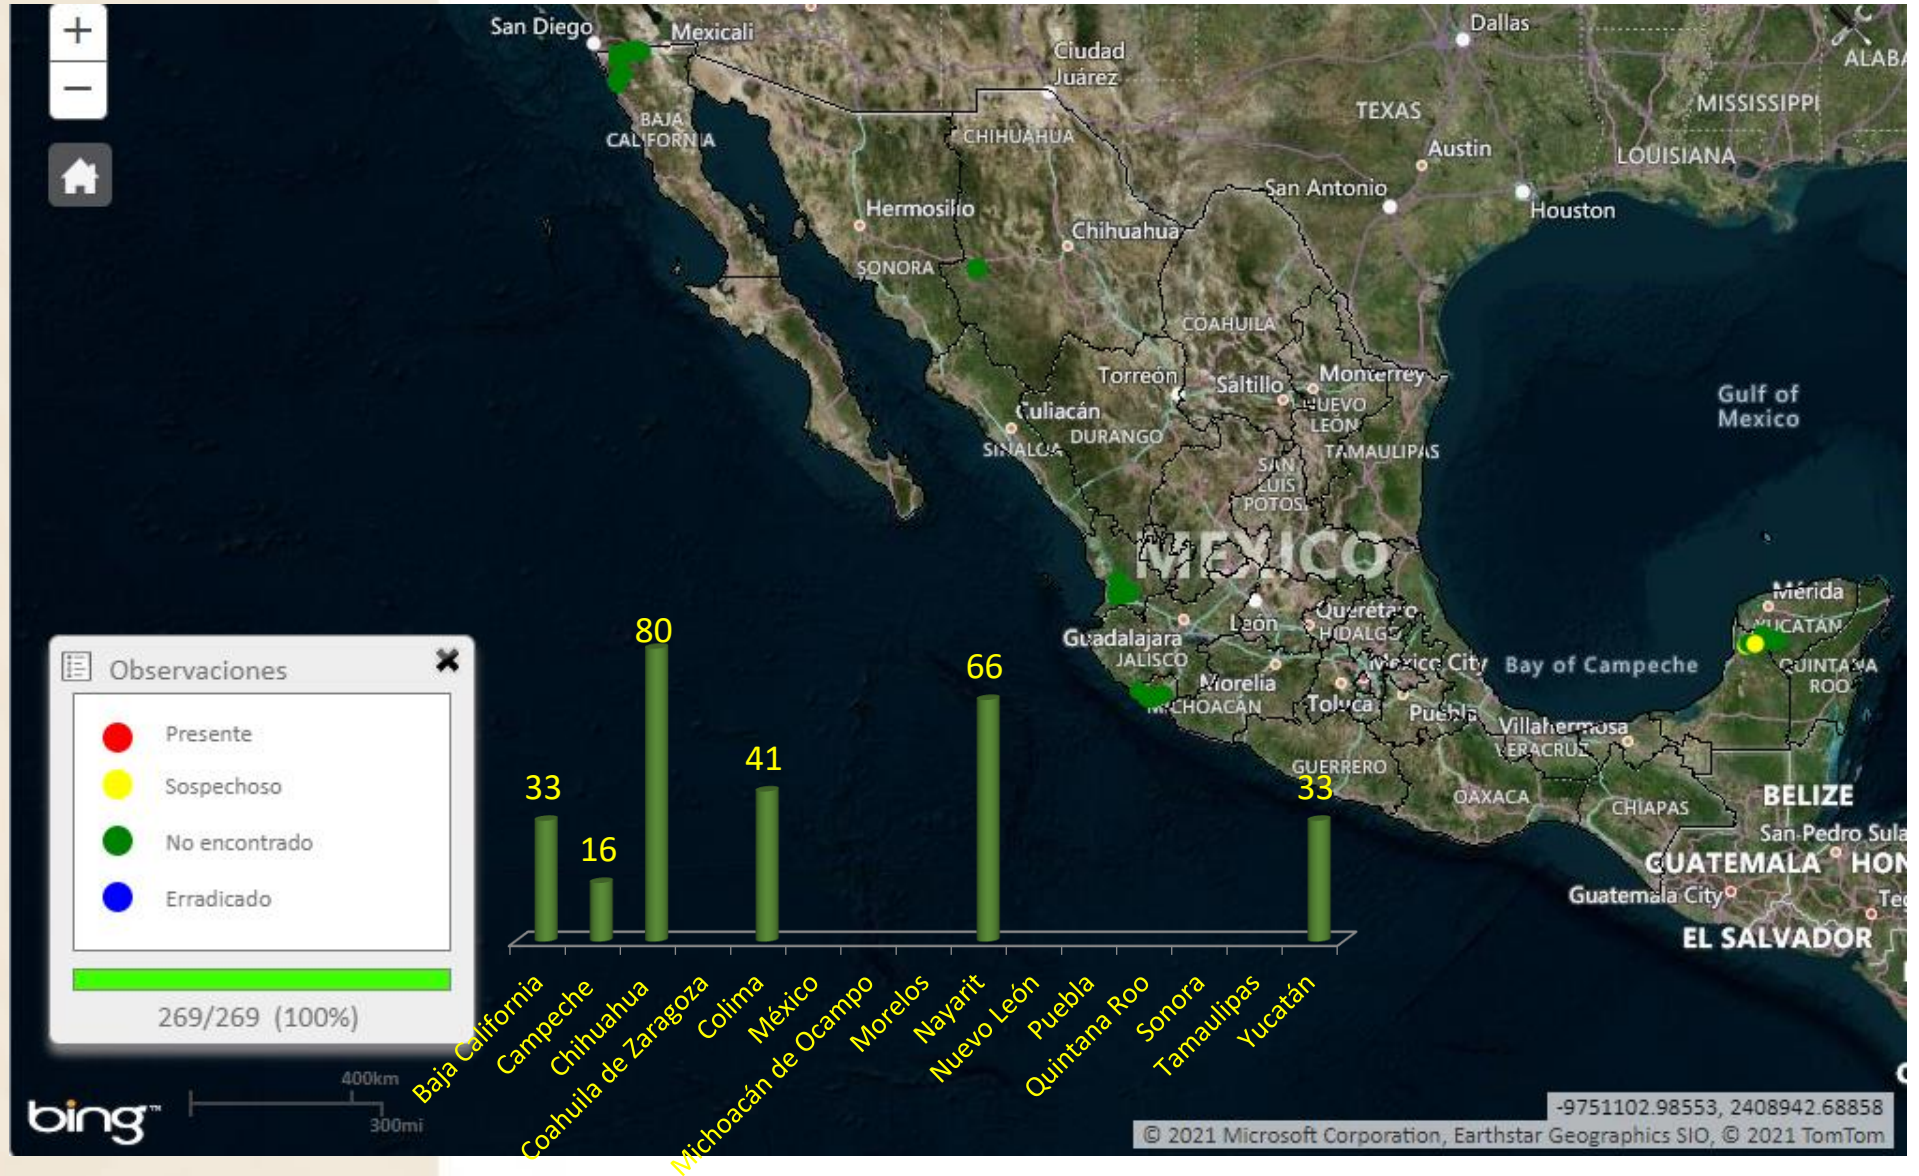 +
−
San Diego
Mexicali
Ciudad
Juárez
Dallas
ALABA
BAJA
CALIFORNIA
CHIHUAHUA
TEXAS
MISSISSIPPI
Austin
LOUISIANA
San Antonio
Houston
Hermosillo
Chihuahua
SONORA
COAHUILA
Torreón
Saltillo
Monterrey
NUEVO
LEÓN
Culiacán
DURANGO
SINALOA
TAMAULIPAS
Gulf of
Mexico
SAN
LUIS
POTOSÍ
MEXICO
Mérida
YUCATÁN
Guadalajara
León
Querétaro
HIDALGO
JALISCO
Mexico City
Bay of Campeche
QUINTANA
ROO
Morelia
MICHOACÁN
Toluca
Puebla
Villahermosa
VERACRUZ
GUERRERO
OAXACA
CHIAPAS
BELIZE
San Pedro Sula
GUATEMALA
HON
Guatemala City
Teg
EL SALVADOR
Observaciones
Presente
Sospechoso
No encontrado
Erradicado
269/269 (100%)
33
16
80
41
66
33
Baja California
Campeche
Chihuahua
Coahuila de Zaragoza
Colima
México
Michoacán de Ocampo
Morelos
Nayarit
Nuevo León
Puebla
Quintana Roo
Sonora
Tamaulipas
Yucatán
400km
300mi
bing™
-9751102.98553, 2408942.68858
© 2021 Microsoft Corporation, Earthstar Geographics SIO, © 2021 TomTom